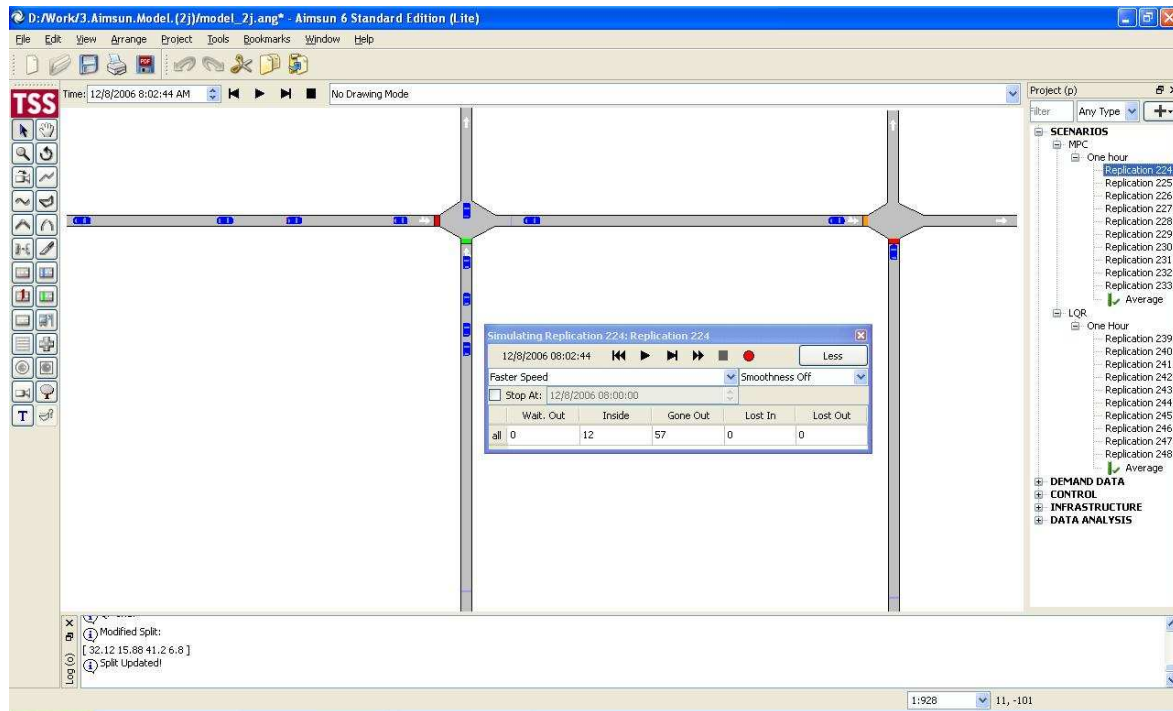 D:/Work/3.Aimsun.Model.(2j)/model_2j.ang* - Aimsun 6 Standard Edition (Lite)
File Edit View Arrange Project Tools Bookmarks Window Help
TSS
Time: 12/8/2006 8:02:44 AM
No Drawing Mode
Project (p)
Filter Any Type
SCENARIOS
MPC
One hour
Replication 224
Replication 225
Replication 226
Replication 227
Replication 228
Replication 229
Replication 230
Replication 231
Replication 232
Replication 233
Average
LQR
One Hour
Replication 239
Replication 240
Replication 241
Replication 242
Replication 243
Replication 244
Replication 245
Replication 246
Replication 247
Replication 248
Average
DEMAND DATA
CONTROL
INFRASTRUCTURE
DATA ANALYSIS
Simulating Replication 224: Replication 224
12/8/2006 08:02:44 Less
Faster Speed Smoothness Off
Stop At: 12/8/2006 08:00:00
Wait. Out Inside Gone Out Lost In Lost Out
all 0 12 57 0 0
Log (o)
Modified Split:
[ 32.12 15.88 41.2 6.8 ]
Split Updated!
1:928 11, -101